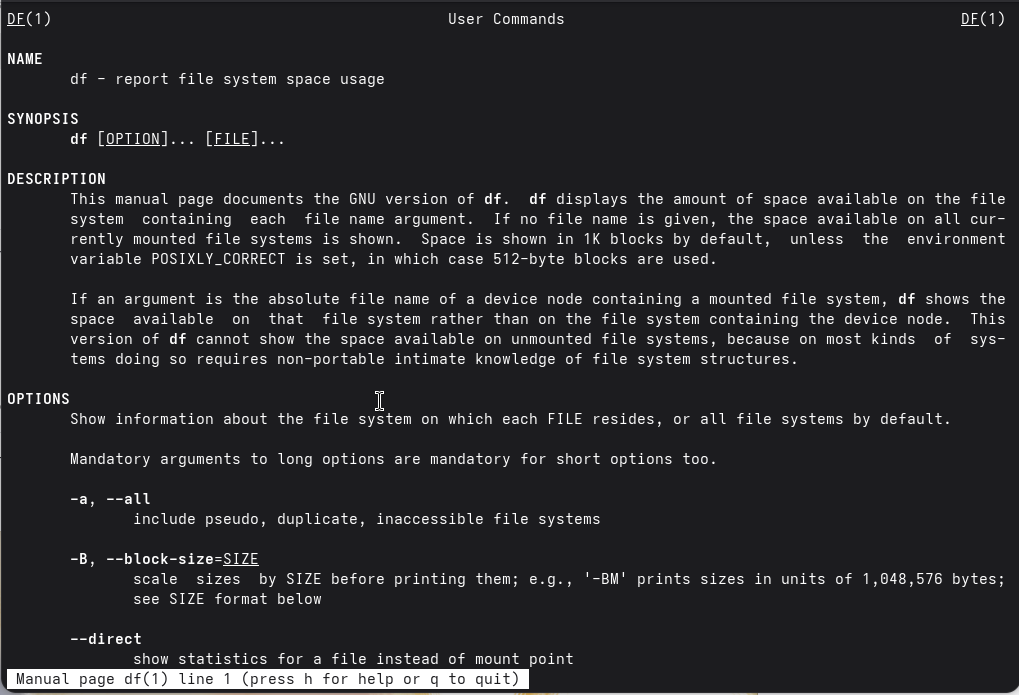 DF(1) User Commands DF(1)
NAME
df - report file system space usage
SYNOPSIS
df [OPTION]... [FILE]...
DESCRIPTION
This manual page documents the GNU version of df.  df displays the amount of space available on the file
system  containing  each  file name argument.  If no file name is given, the space available on all cur-
rently mounted file systems is shown.  Space is shown in 1K blocks by default,  unless  the  environment
variable POSIXLY_CORRECT is set, in which case 512-byte blocks are used.
If an argument is the absolute file name of a device node containing a mounted file system, df shows the
space  available  on  that  file system rather than on the file system containing the device node.  This
version of df cannot show the space available on unmounted file systems, because on most kinds  of  sys-
tems doing so requires non-portable intimate knowledge of file system structures.
OPTIONS
Show information about the file system on which each FILE resides, or all file systems by default.
Mandatory arguments to long options are mandatory for short options too.
-a, --all
include pseudo, duplicate, inaccessible file systems
-B, --block-size=SIZE
scale  sizes  by SIZE before printing them; e.g., '-BM' prints sizes in units of 1,048,576 bytes;
see SIZE format below
--direct
show statistics for a file instead of mount point
Manual page df(1) line 1 (press h for help or q to quit)